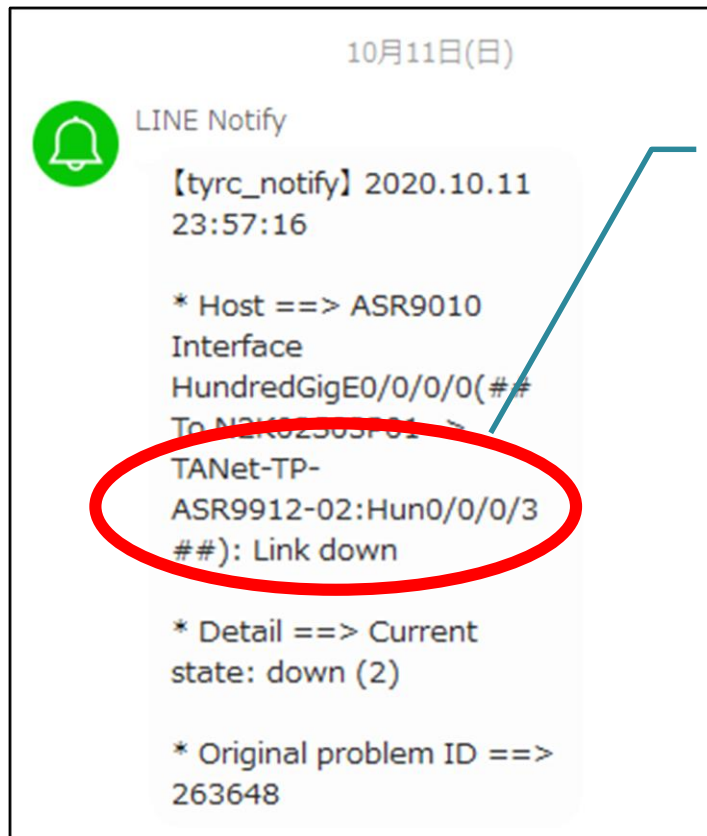 10月11日(日)
LINE Notify
【tyrc_notify】 2020.10.11
23:57:16
* Host ==> ASR9010
Interface
HundredGigE0/0/0/0(##
To
TANet-TP-
ASR9912-02:Hun0/0/0/3
##): Link down
* Detail ==> Current
state: down (2)
* Original problem ID ==>
263648